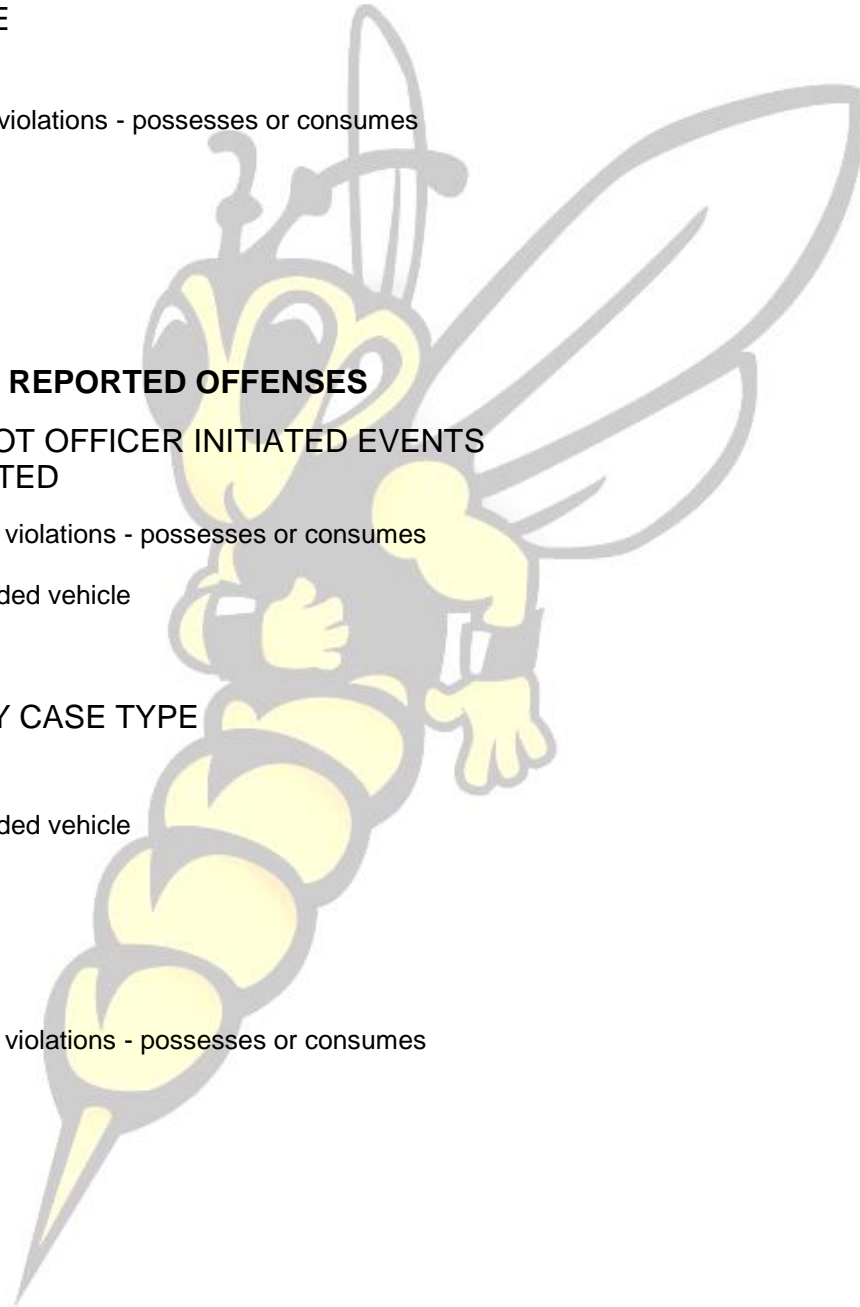 E
violations - possesses or consumes
REPORTED OFFENSES
OT OFFICER INITIATED EVENTS
TED
violations - possesses or consumes
ded vehicle
Y CASE TYPE
ded vehicle
violations - possesses or consumes